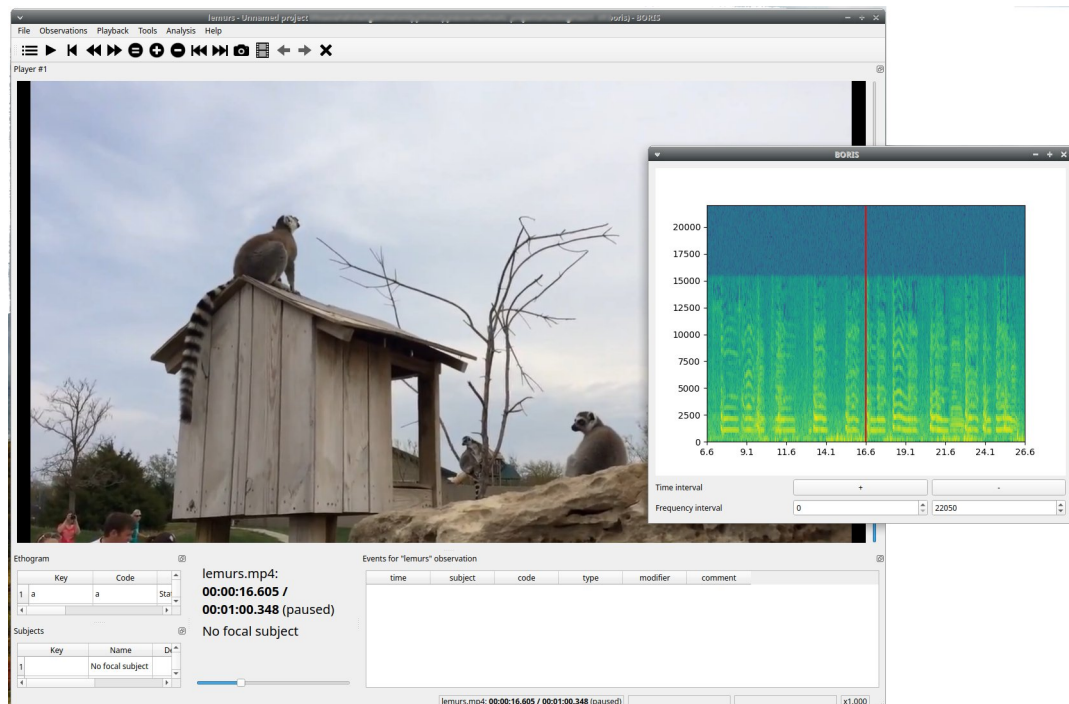 lemurs - Unnamed project
oris) - BORIS
File Observations Playback Tools Analysis Help
Player #1
BORIS
20000
17500
15000
12500
10000
7500
5000
2500
0
6.6 9.1 11.6 14.1 16.6 19.1 21.6 24.1 26.6
Time interval + -
Frequency interval 0 22050
Ethogram
Key Code
1 a a Stat
Subjects
Key Name De
1 No focal subject
lemurs.mp4:
00:00:16.605 /
00:01:00.348 (paused)
No focal subject
Events for "lemurs" observation
time subject code type modifier comment
lemurs.mp4: 00:00:16.605 / 00:01:00.348 (paused) x1.000